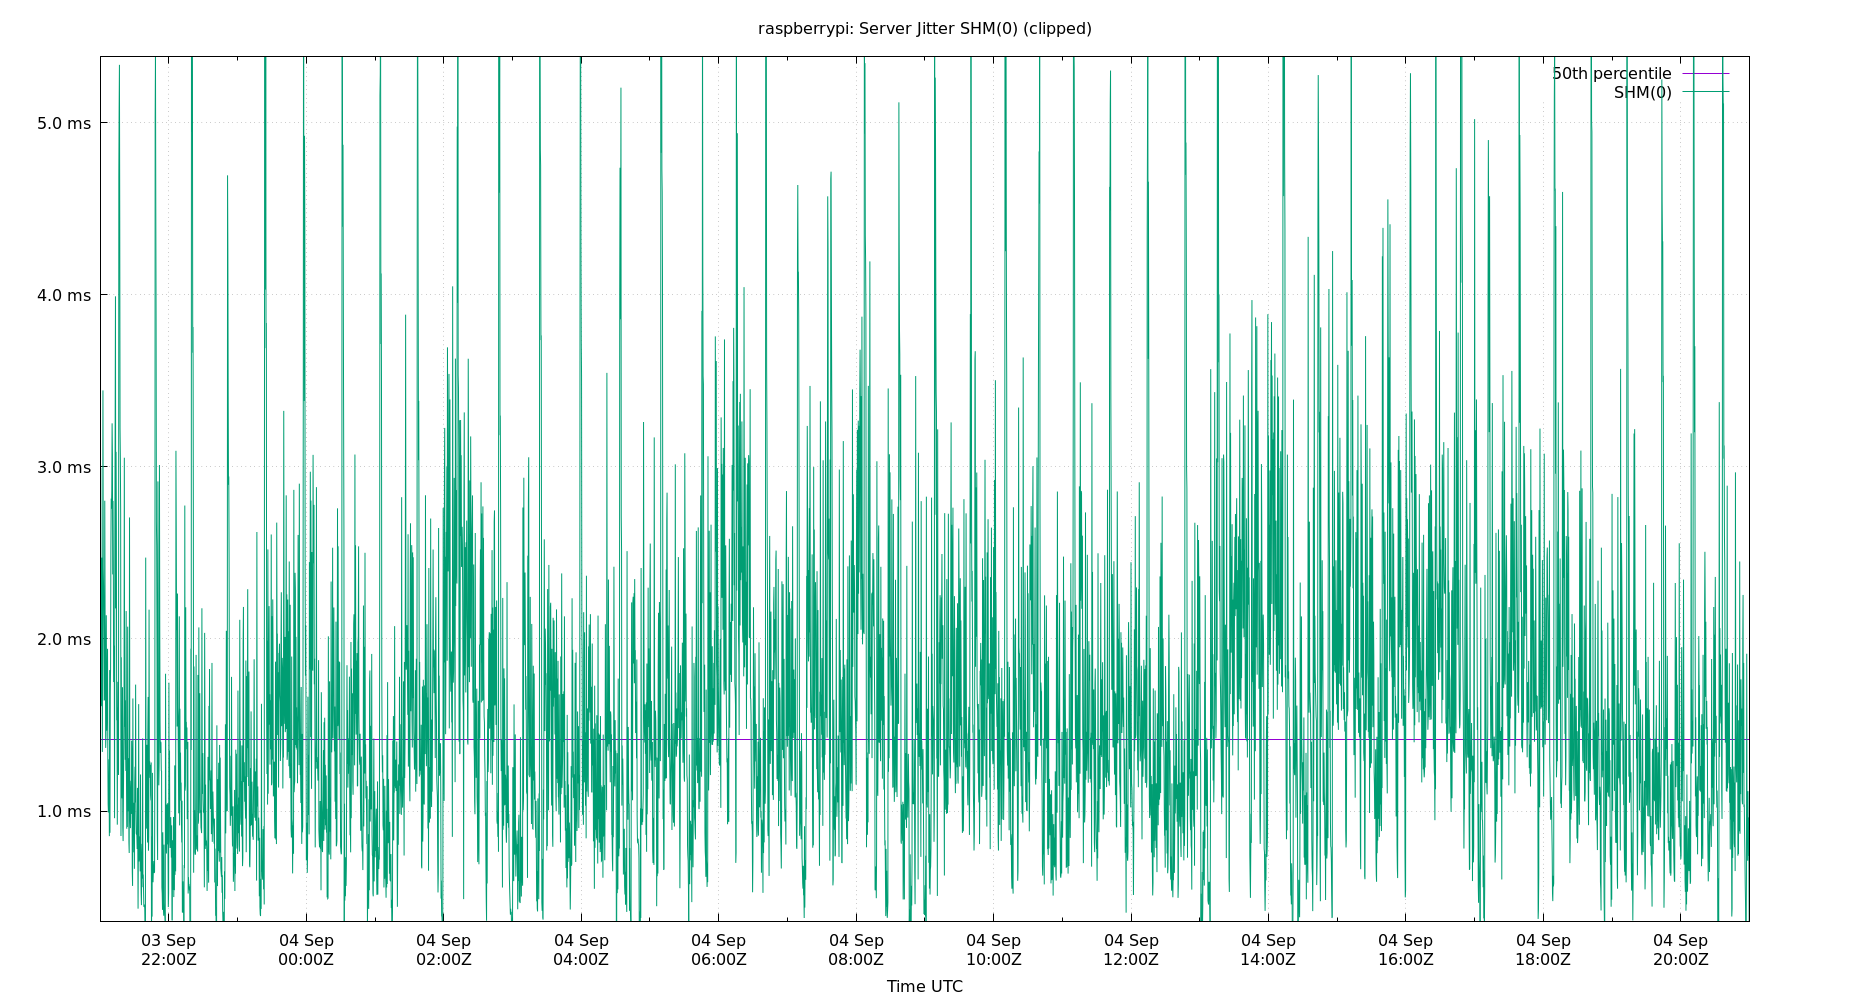 raspberrypi: Server Jitter SHM(0) (clipped)
50th percentile
SHM(0)
5.0 ms
4.0 ms
3.0 ms
2.0 ms
1.0 ms
03 Sep 04 Sep 04 Sep 04 Sep 04 Sep 04 Sep 04 Sep 04 Sep 04 Sep 04 Sep 04 Sep 04 Sep
22:00Z 00:00Z 02:00Z 04:00Z 06:00Z 08:00Z 10:00Z 12:00Z 14:00Z 16:00Z 18:00Z 20:00Z
Time UTC